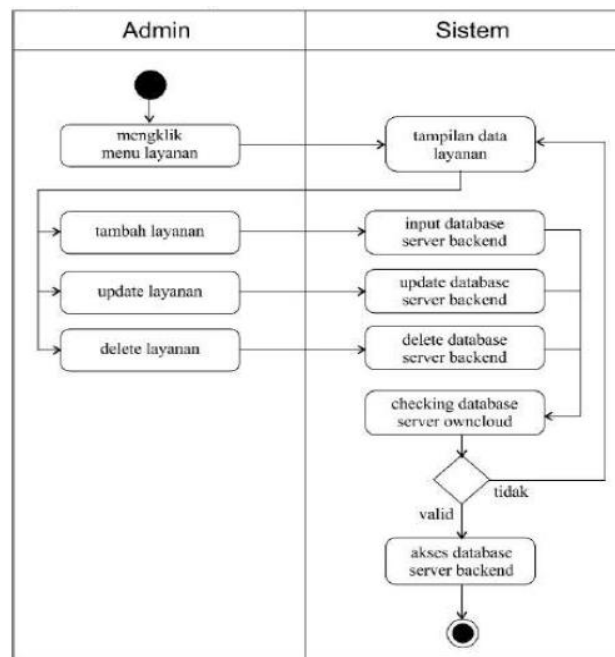 Admin
Sistem
mengklik
menu layanan
tampilan data
layanan
tambah layanan
input database
server backend
update layanan
update database
server backend
delete layanan
delete database
server backend
checking database
server owncloud
tidak
valid
akses database
server backend